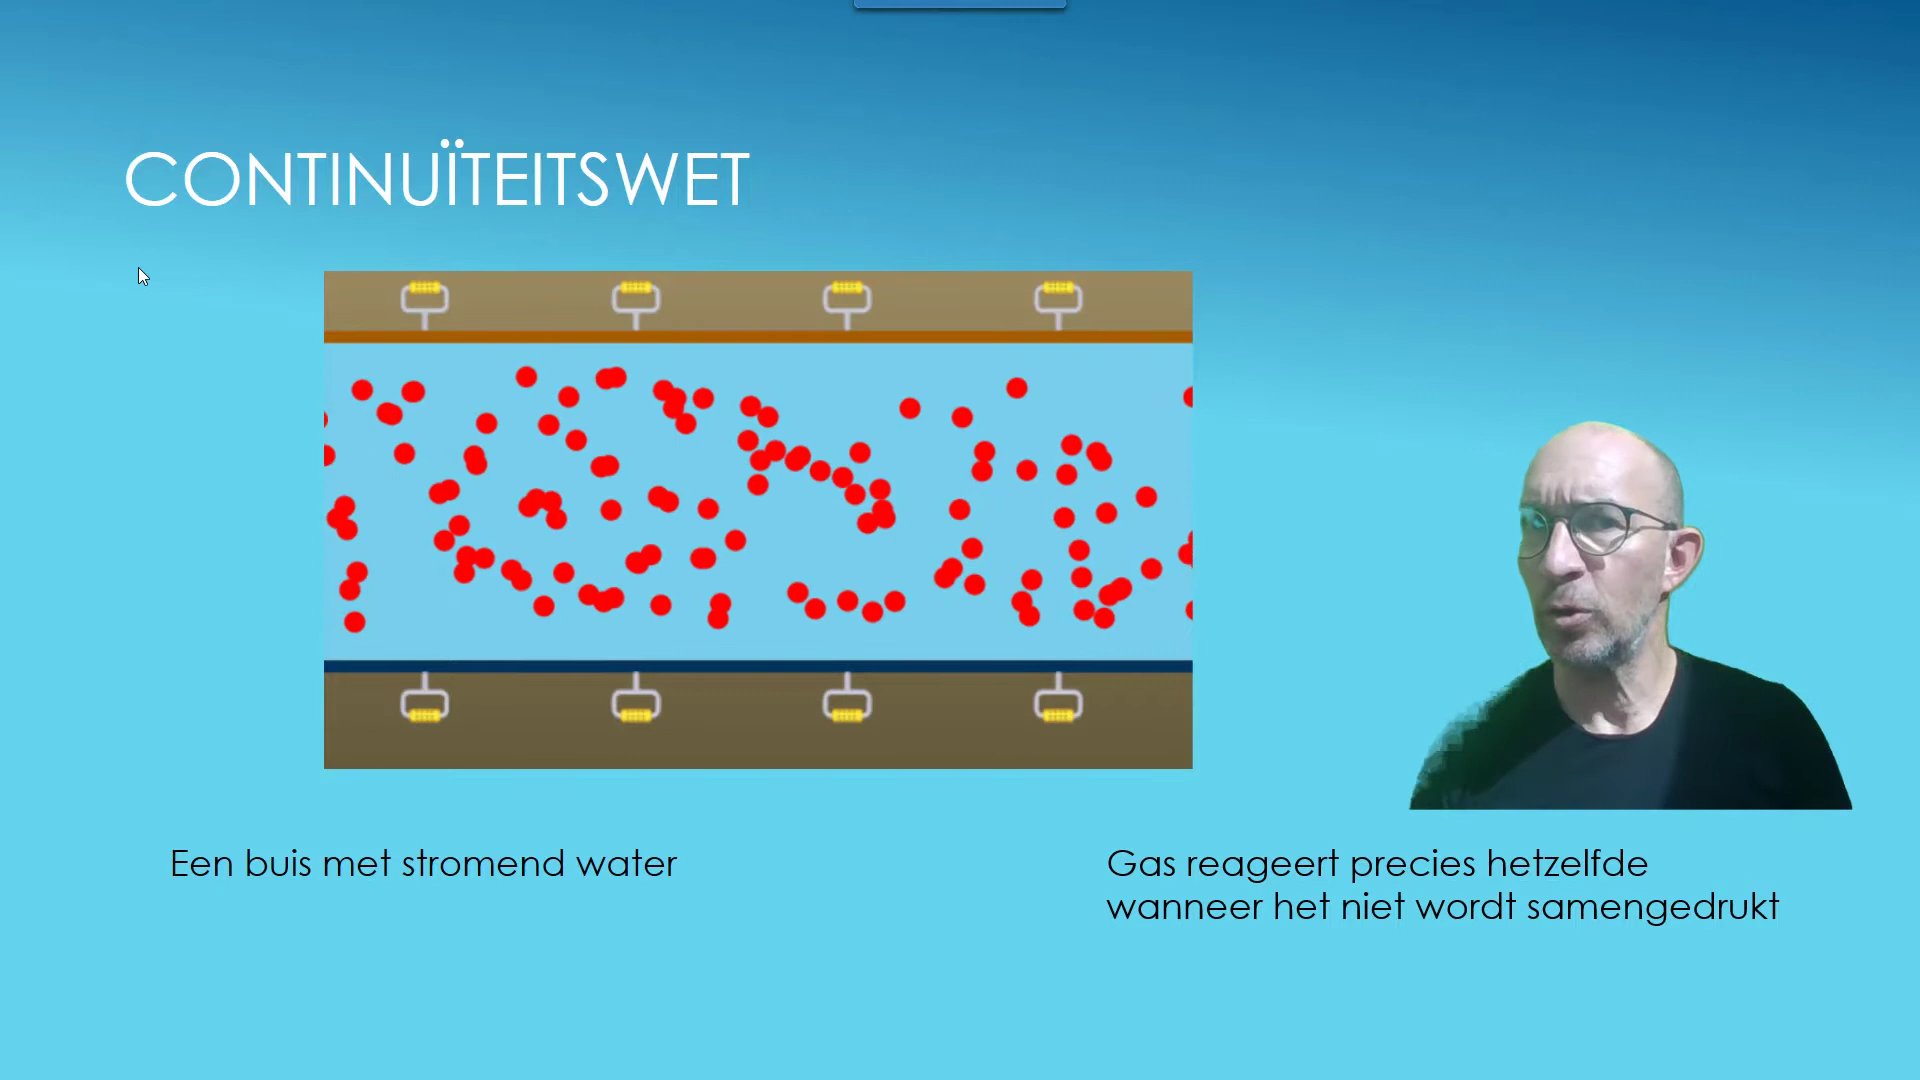 CONTINUÏTEITSWET
Een buis met stromend water
Gas reageert precies hetzelfde
wanneer het niet wordt samengedrukt